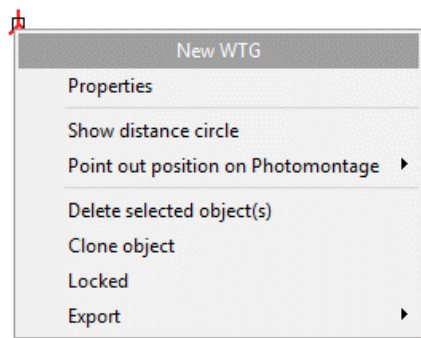 New WTG
Properties
Show distance circle
Point out position on Photomontage
Delete selected object(s)
Clone object
Locked
Export